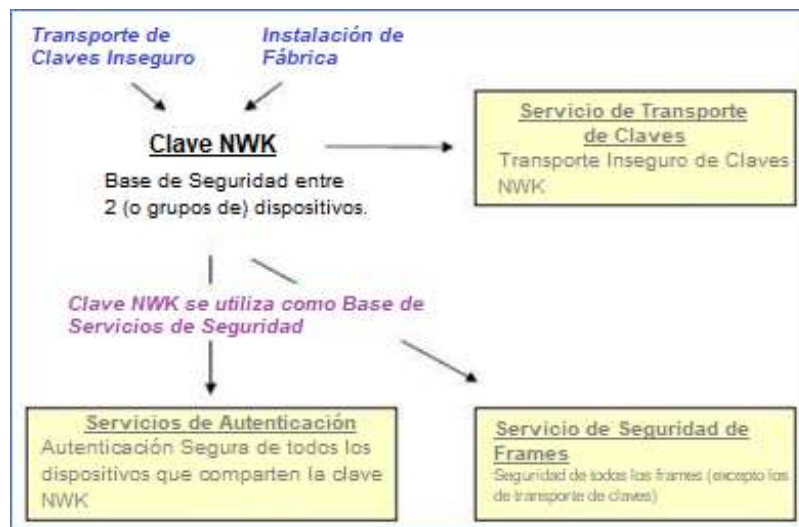 Transporte de
Claves Inseguro
Instalación de
Fábrica
Clave NWK
Base de Seguridad entre
2 (o grupos de) dispositivos.
Servicio de Transporte
de Claves
Transporte Inseguro de Claves
NWK
Clave NWK se utiliza como Base de
Servicios de Seguridad
Servicios de Autenticación
Autenticación Segura de todos los
dispositivos que comparten la clave
NWK
Servicio de Seguridad de
Frames
Seguridad de todos los frames (excepto los
de transporte de claves)